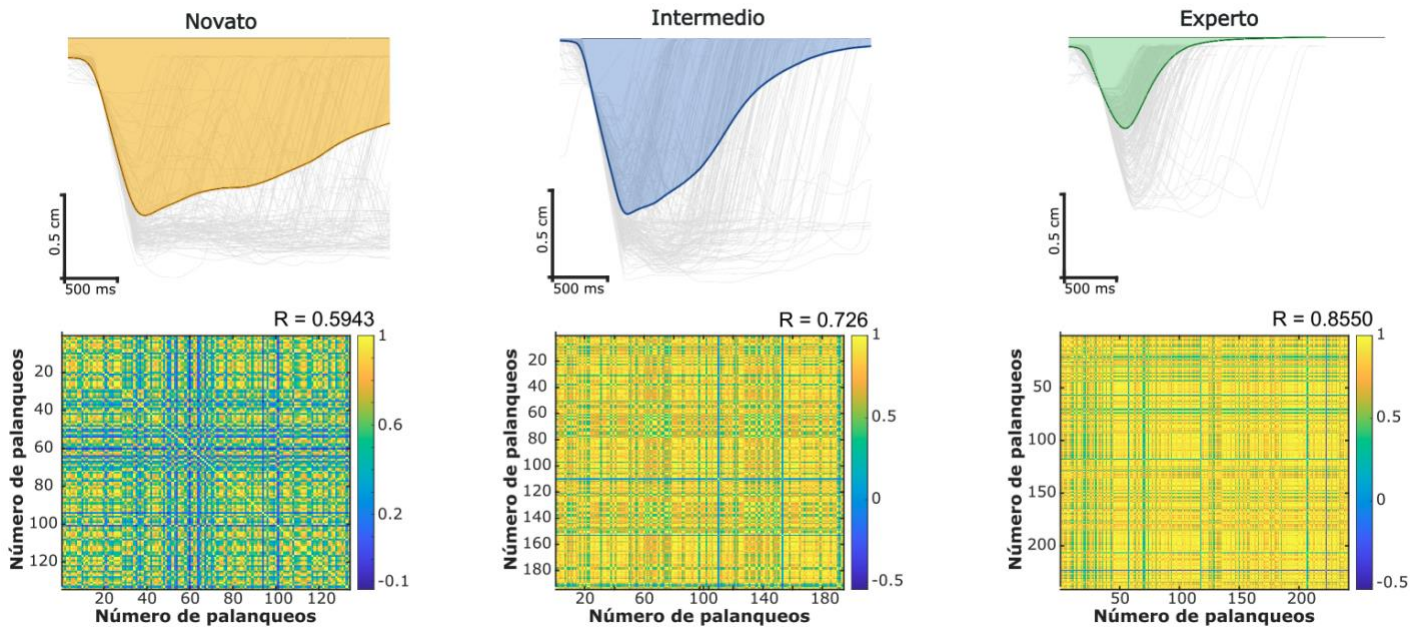 Novato
Intermedio
Experto
0.5 cm
500 ms
0.5 cm
500 ms
0.5 cm
500 ms
R = 0.5943
Número de palanqueos
20
40
60
80
100
120
20 40 60 80 100 120
Número de palanqueos
1
0.6
0.2
-0.1
R = 0.726
Número de palanqueos
20
40
60
80
100
120
140
160
180
20 60 100 140 180
Número de palanqueos
1
0.5
0
-0.5
R = 0.8550
Número de palanqueos
50
100
150
200
50 100 150 200
Número de palanqueos
1
0.5
0
-0.5